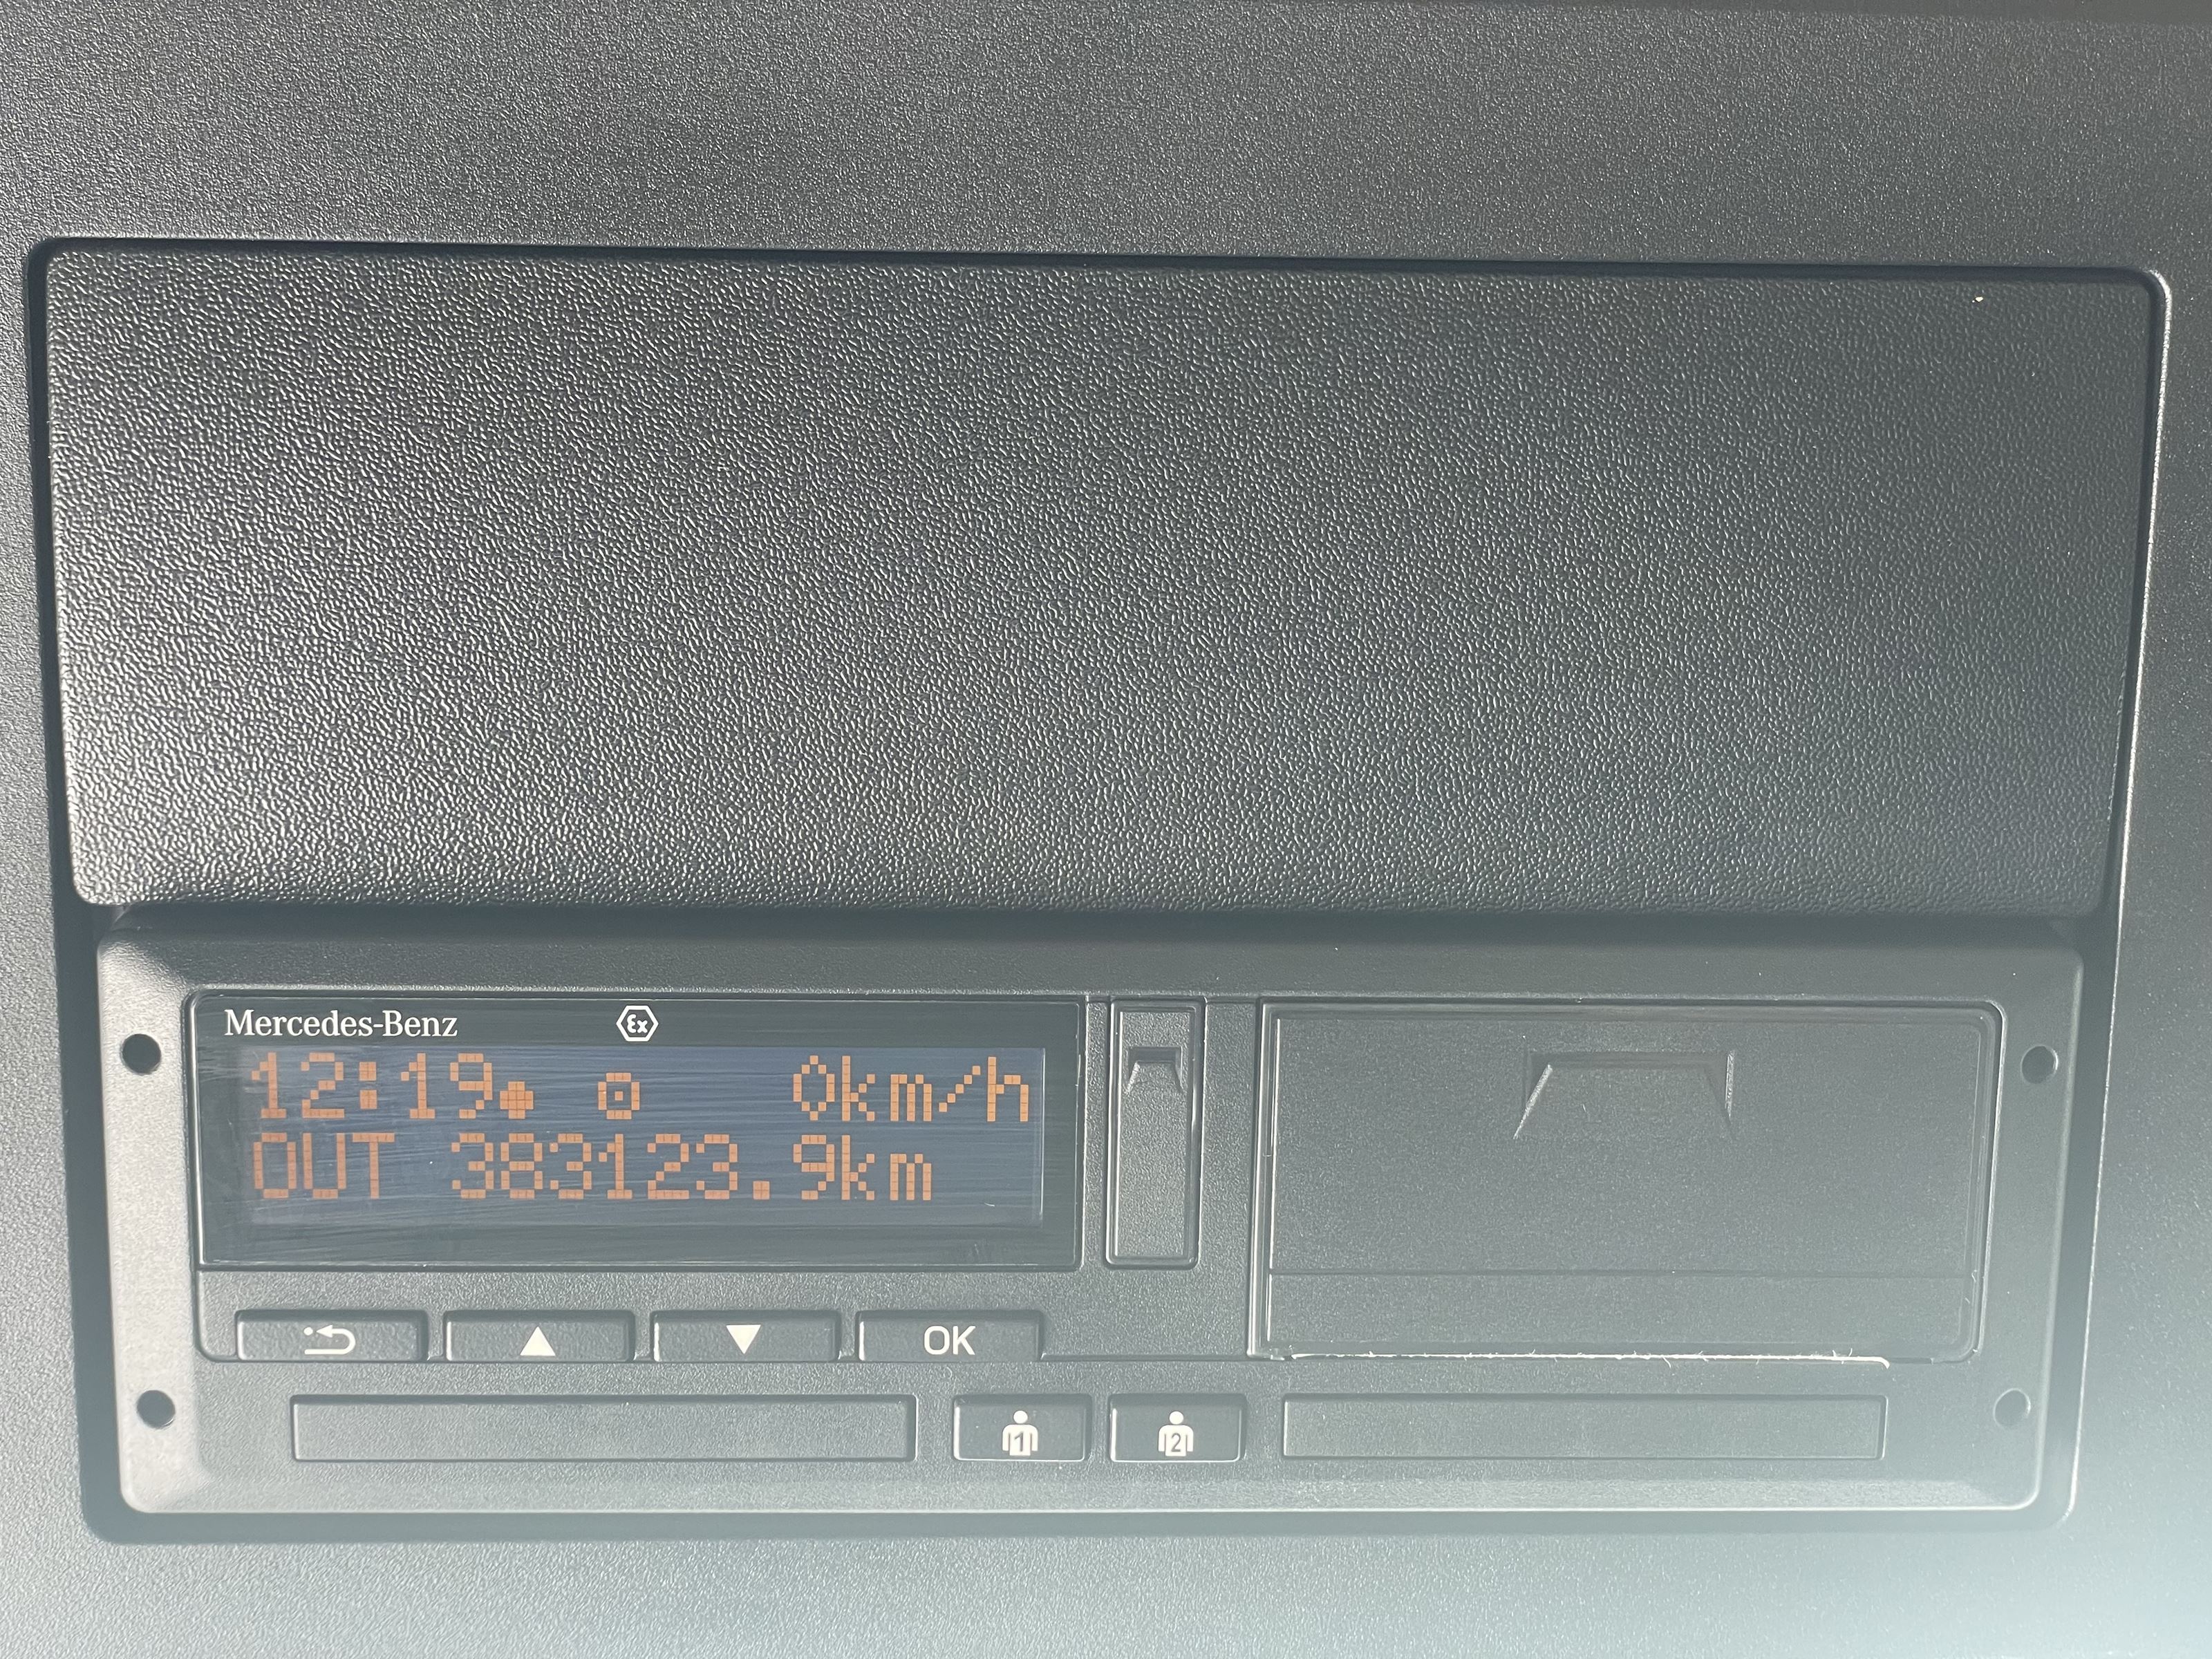 Mercedes-Benz Ex
12:19 0km/h
OUT 383123.9km
OK
1 2